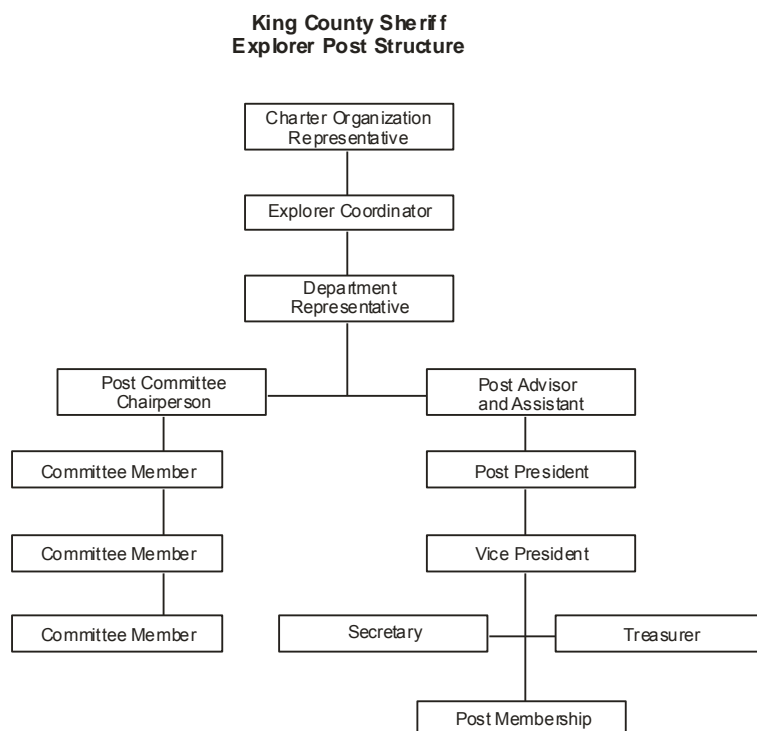 King County Sheriff
Explorer Post Structure
Charter Organization
Representative
Explorer Coordinator
Department
Representative
Post Committee
Chairperson
Post Advisor
and Assistant
Committee Member
Post President
Committee Member
Vice President
Committee Member
Secretary
Treasurer
Post Membership